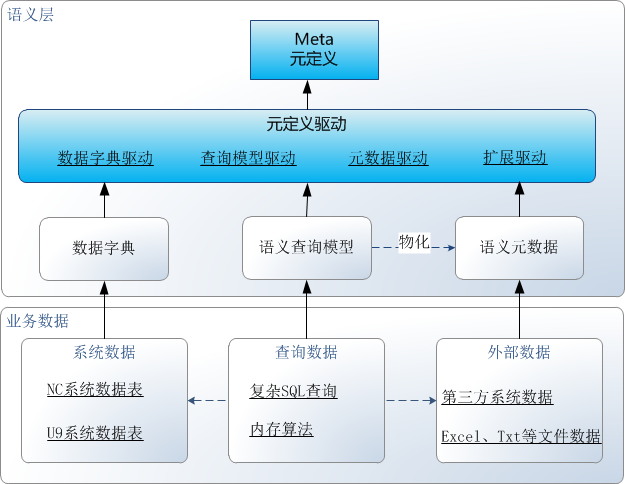 语义层
Meta
元定义
元定义驱动
数据字典驱动 查询模型驱动 元数据驱动 扩展驱动
数据字典 语义查询模型 物化 语义元数据
业务数据
系统数据 查询数据 外部数据
NC系统数据表 复杂SQL查询 第三方系统数据
U9系统数据表 内存算法 Excel、Txt等文件数据